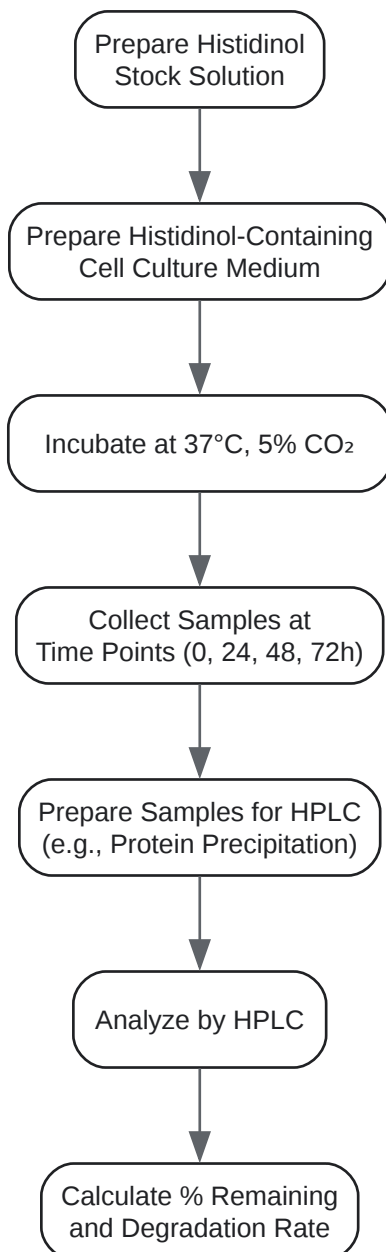 Prepare Histidinol
Stock Solution
Prepare Histidinol-Containing
Cell Culture Medium
Incubate at 37°C, 5% CO₂
Collect Samples at
Time Points (0, 24, 48, 72h)
Prepare Samples for HPLC
(e.g., Protein Precipitation)
Analyze by HPLC
Calculate % Remaining
and Degradation Rate